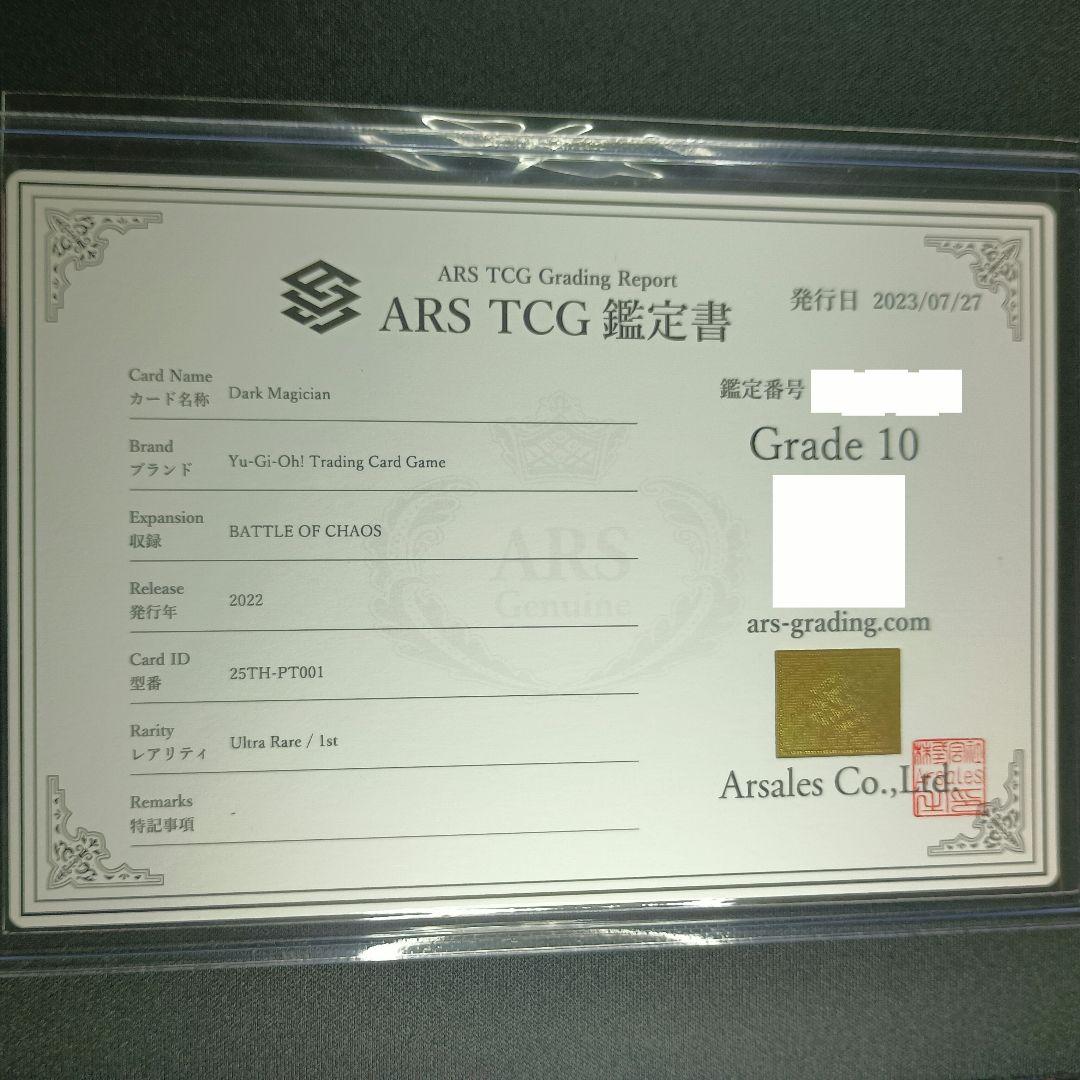 ARS TCG Grading Report
ARS TCG 鑑定書
発行日 2023/07/27
Card Name
カード名称
Dark Magician
Brand
ブランド
Yu-Gi-Oh! Trading Card Game
Expansion
収録
BATTLE OF CHAOS
Release
発行年
2022
Card ID
型番
25TH-PT001
Rarity
レアリティ
Ultra Rare / 1st
Remarks
特記事項
-
ARS
Genuine
鑑定番号
Grade 10
ars-grading.com
Arsales Co.,Ltd.